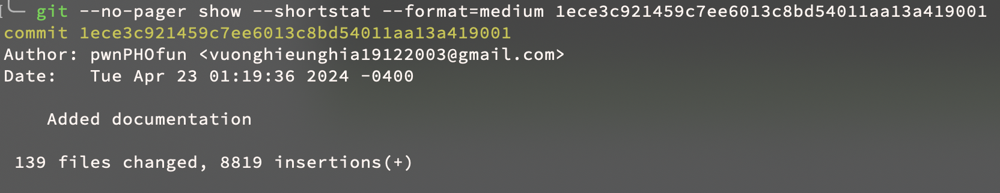 git --no-pager show --shortstat --format=medium 1ece3c921459c7ee6013c8bd54011aa13a419001
commit 1ece3c921459c7ee6013c8bd54011aa13a419001
Author: pwnPHOfun <vuonghieunghia19122003@gmail.com>
Date:   Tue Apr 23 01:19:36 2024 -0400
Added documentation
139 files changed, 8819 insertions(+)